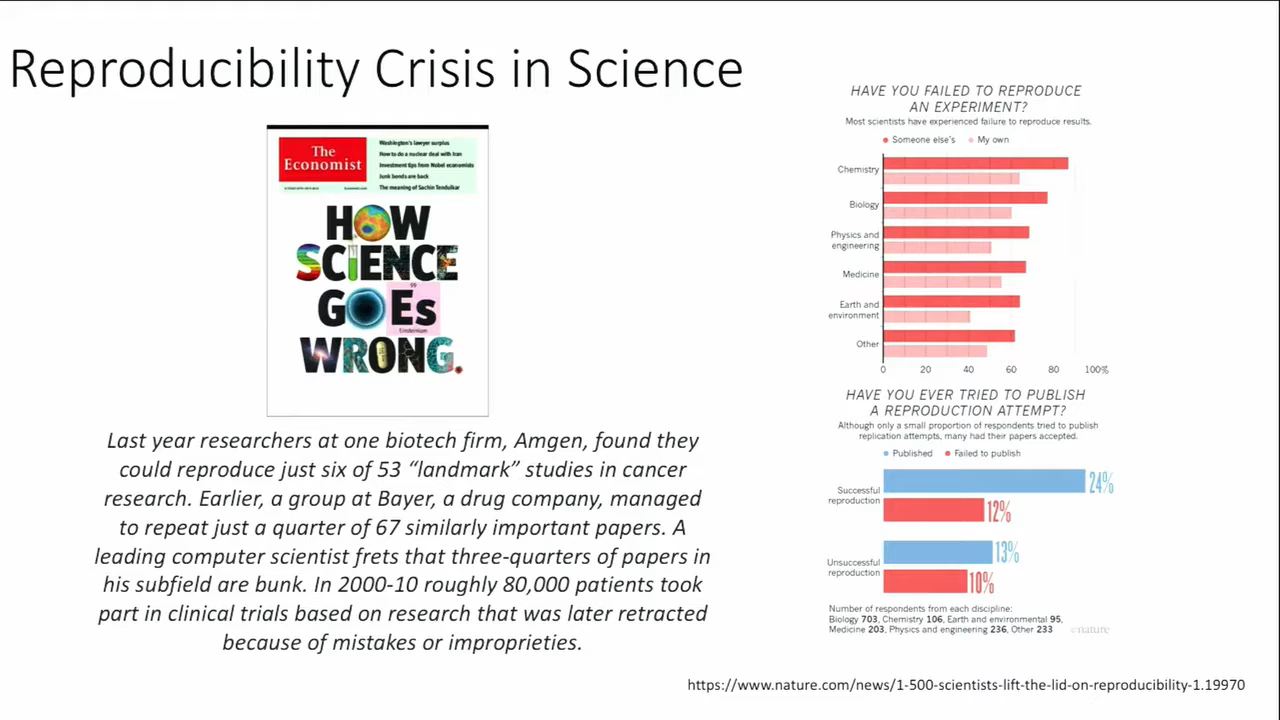 Reproducibility Crisis in Science
The
Economist
Washington's lawyer surplus
How to do a nuclear deal with Iran
Investment tips from Nobel economists
Junk bonds are back
The meaning of Sachin Tendulkar
HOW
SCIENCE
GOEs
WRONG.
99
Einsteinium
Last year researchers at one biotech firm, Amgen, found they
could reproduce just six of 53 “landmark” studies in cancer
research. Earlier, a group at Bayer, a drug company, managed
to repeat just a quarter of 67 similarly important papers. A
leading computer scientist frets that three-quarters of papers in
his subfield are bunk. In 2000-10 roughly 80,000 patients took
part in clinical trials based on research that was later retracted
because of mistakes or improprieties.
HAVE YOU FAILED TO REPRODUCE
AN EXPERIMENT?
Most scientists have experienced failure to reproduce results.
Someone else's My own
Chemistry
Biology
Physics and
engineering
Medicine
Earth and
environment
Other
0 20 40 60 80 100%
HAVE YOU EVER TRIED TO PUBLISH
A REPRODUCTION ATTEMPT?
Although only a small proportion of respondents tried to publish
replication attempts, many had their papers accepted.
Published Failed to publish
Successful
reproduction
24%
12%
Unsuccessful
reproduction
13%
10%
Number of respondents from each discipline:
Biology 703, Chemistry 106, Earth and environmental 95,
Medicine 203, Physics and engineering 236, Other 233
©nature
https://www.nature.com/news/1-500-scientists-lift-the-lid-on-reproducibility-1.19970